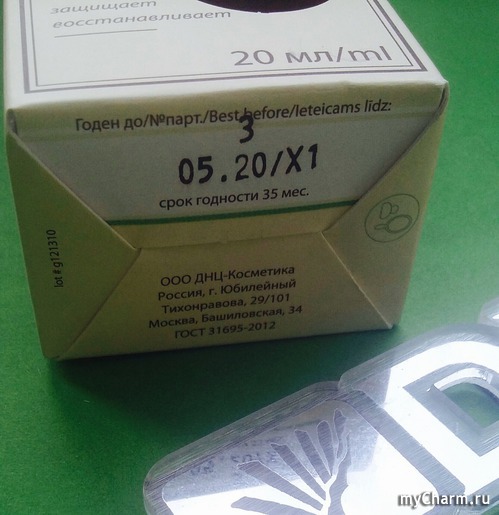 защищает
восстанавливает
20 мл/ml
Годен до/№парт./Best before/leteicams lidz:
3
05.20/X1
срок годности 35 мес.
lot # g121310
ООО ДНЦ-Косметика
Россия, г. Юбилейный
Тихонравова, 29/101
Москва, Башиловская, 34
ГОСТ 31695-2012
D
myCharm.ru